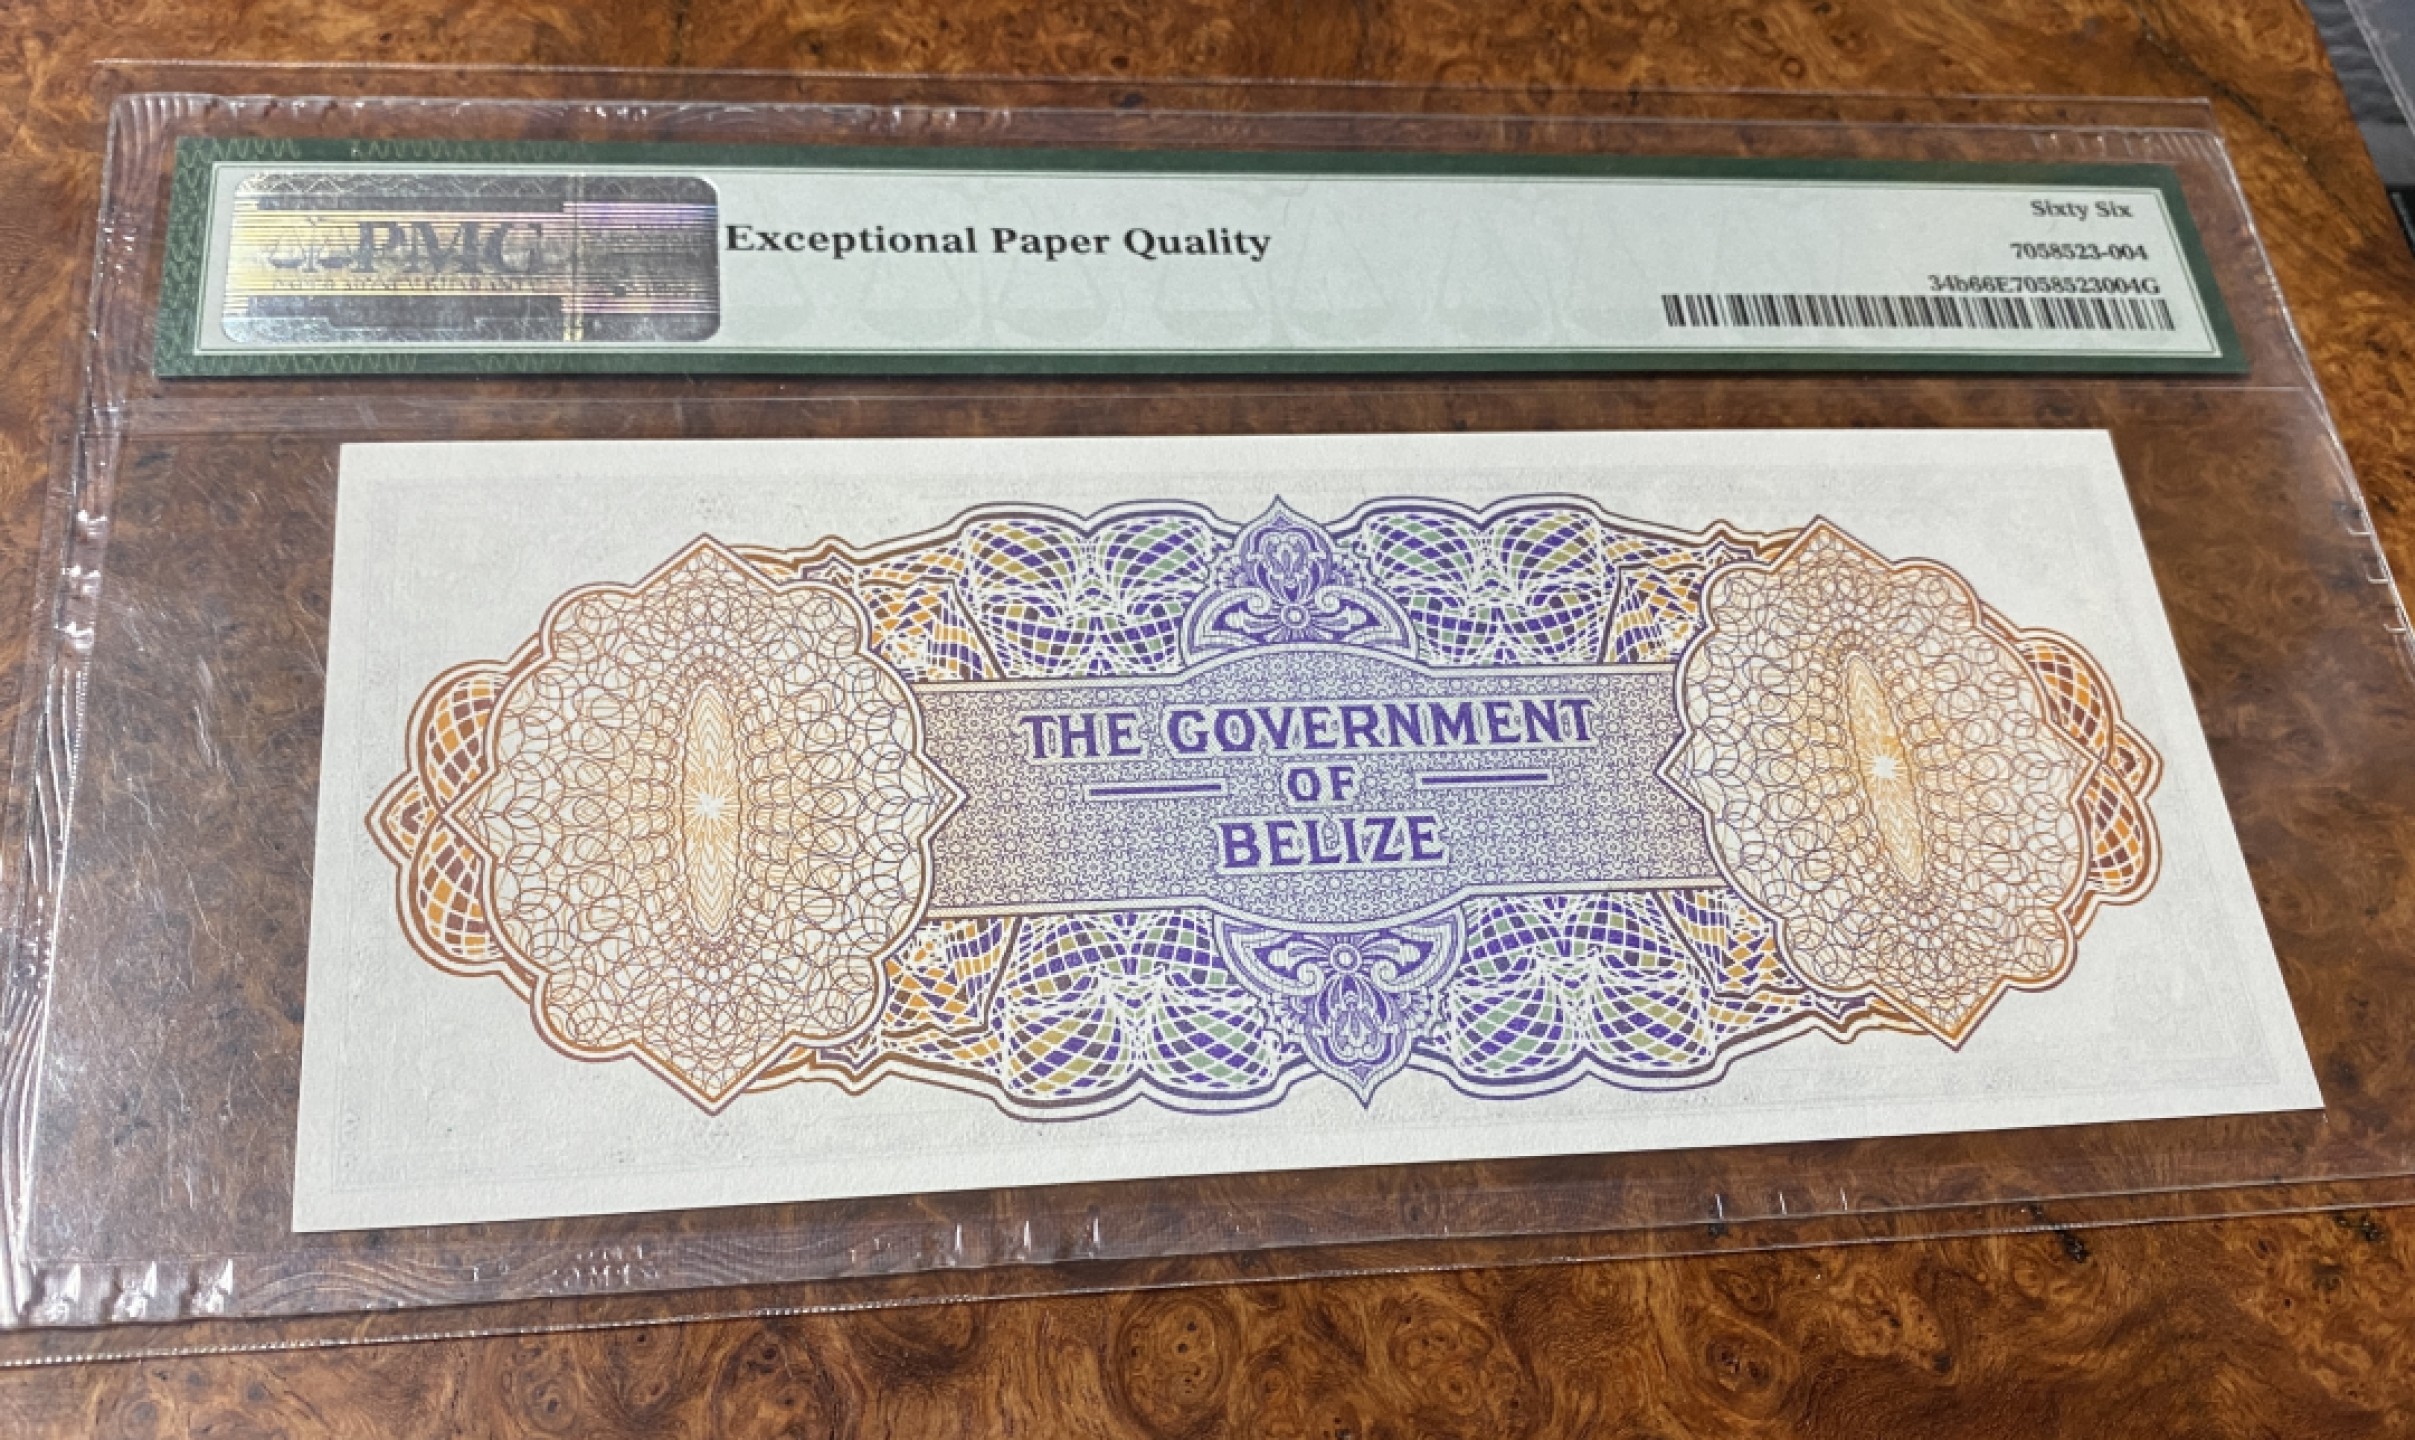 PMG
Exceptional Paper Quality
Sixty Six
7058523-004
34b66E7058523004G
THE GOVERNMENT
OF
BELIZE